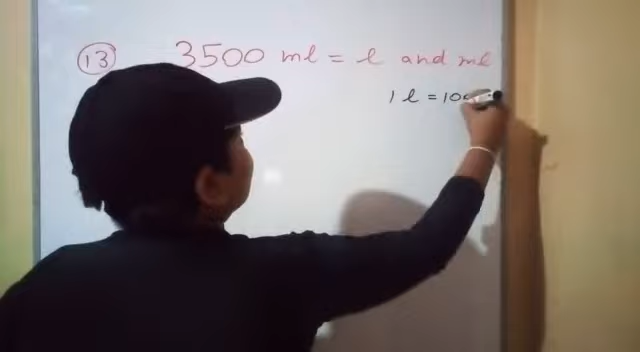 (13) 3500 ml = l and ml
1 l = 100